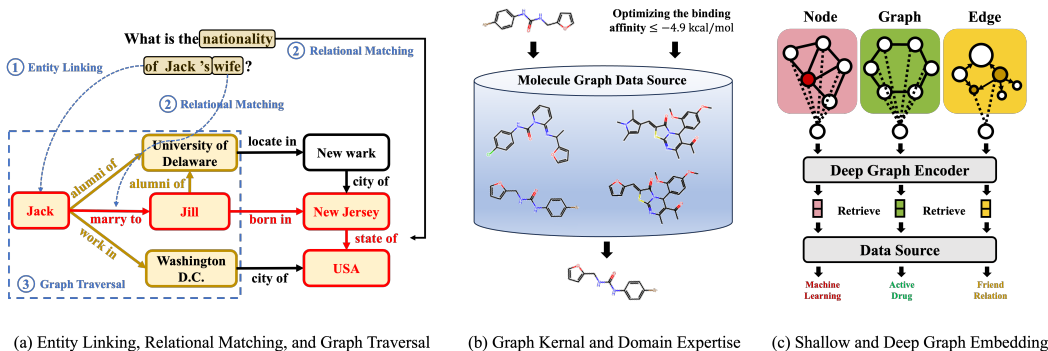 What is the nationality
of Jack 's wife ?
1 Entity Linking
2 Relational Matching
2 Relational Matching
University of
Delaware
locate in
New wark
alumni of
alumni of
city of
Jack
marry to
Jill
born in
New Jersey
work in
state of
Washington
D.C.
city of
USA
3 Graph Traversal
(a) Entity Linking, Relational Matching, and Graph Traversal
Optimizing the binding
affinity ≤ −4.9 kcal/mol
Molecule Graph Data Source
(b) Graph Kernal and Domain Expertise
Node
Graph
Edge
Deep Graph Encoder
Retrieve
Retrieve
Data Source
Machine
Learning
Active
Drug
Friend
Relation
(c) Shallow and Deep Graph Embedding